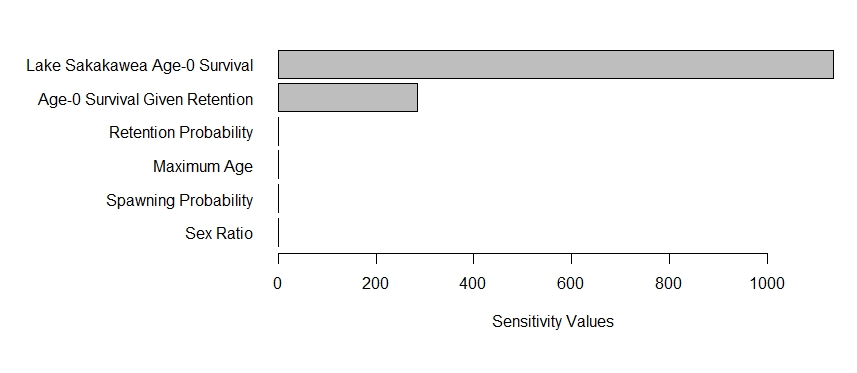 Lake Sakakawea Age-0 Survival
Age-0 Survival Given Retention
Retention Probability
Maximum Age
Spawning Probability
Sex Ratio
0 200 400 600 800 1000
Sensitivity Values